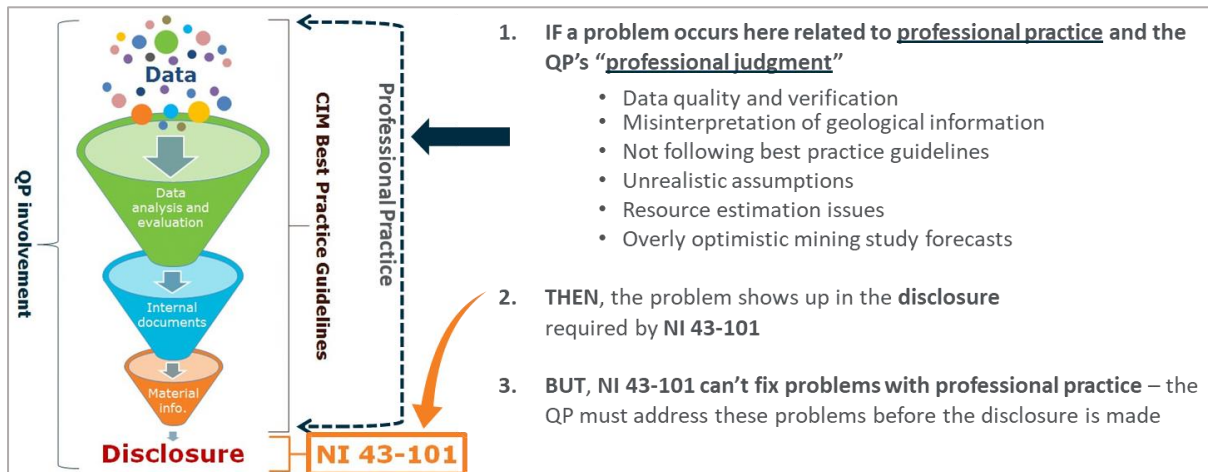 Data
Data
analysis and
evaluation
Internal
documents
Material
info.
Disclosure
QP involvement
CIM Best Practice Guidelines
Professional Practice
NI 43-101
1. IF a problem occurs here related to professional practice and the
QP’s “professional judgment”
• Data quality and verification
• Misinterpretation of geological information
• Not following best practice guidelines
• Unrealistic assumptions
• Resource estimation issues
• Overly optimistic mining study forecasts
2. THEN, the problem shows up in the disclosure
required by NI 43-101
3. BUT, NI 43-101 can’t fix problems with professional practice – the
QP must address these problems before the disclosure is made